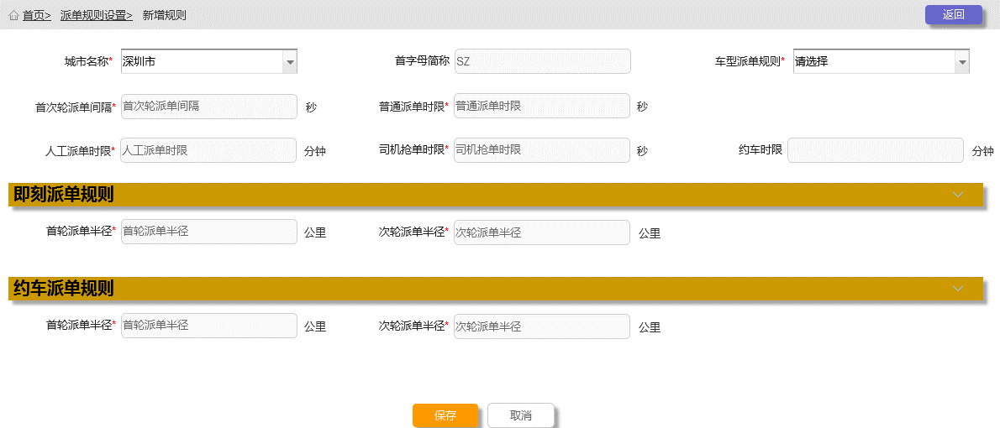 首页> 派单规则设置> 新增规则 返回
城市名称* 深圳市 首字母简称 SZ 车型派单规则* 请选择
首次轮派单间隔* 首次轮派单间隔 秒 普通派单时限* 普通派单时限 秒
人工派单时限* 人工派单时限 分钟 司机抢单时限* 司机抢单时限 秒 约车时限 分钟
即刻派单规则
首轮派单半径* 首轮派单半径 公里 次轮派单半径* 次轮派单半径 公里
约车派单规则
首轮派单半径* 首轮派单半径 公里 次轮派单半径* 次轮派单半径 公里
保存 取消